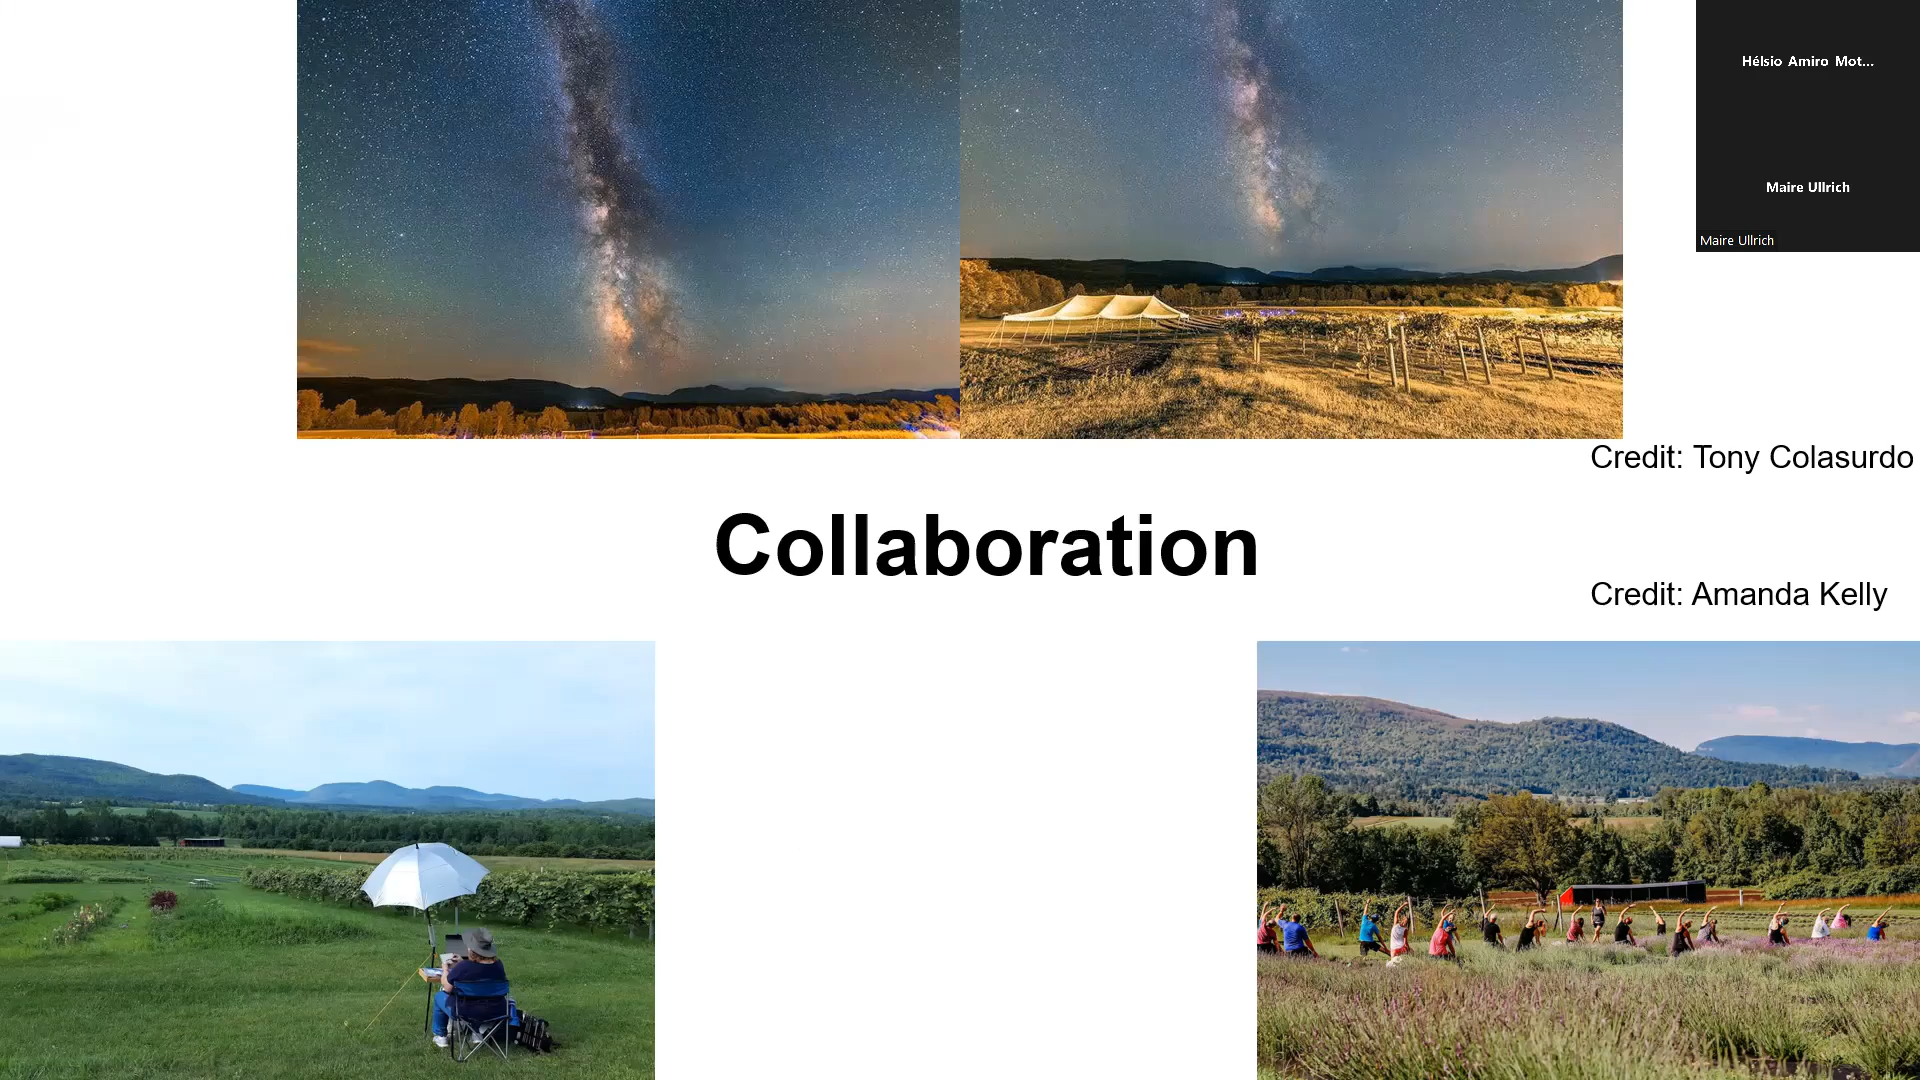 Hélsio Amiro Mot...
Maire Ullrich
Maire Ullrich
Credit: Tony Colasurdo
Collaboration
Credit: Amanda Kelly